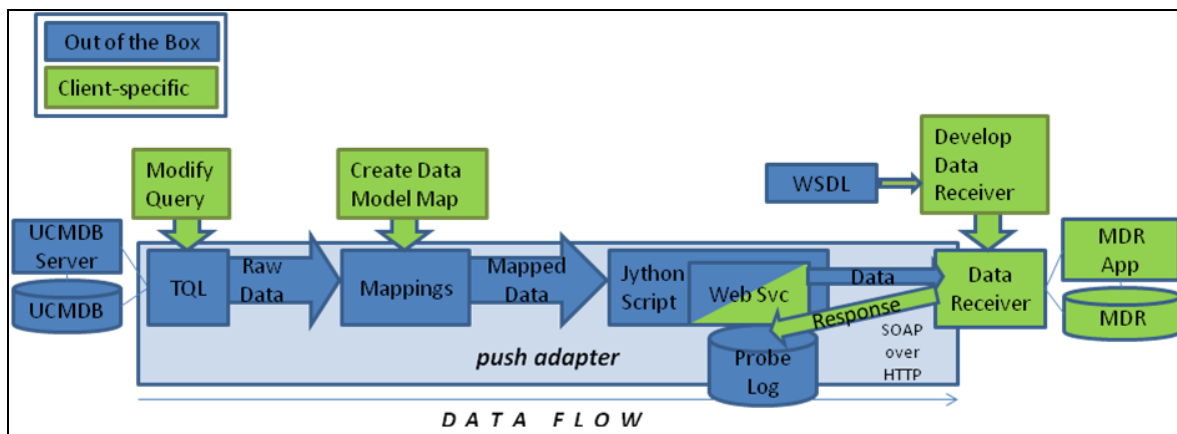 Out of the Box
Client-specific
Modify
Query
Create Data
Model Map
WSDL
Develop
Data
Receiver
UCMDB
Server
UCMDB
TQL
Raw
Data
Mappings
Mapped
Data
Jython
Script
Web Svc
Data
Response
Data
Receiver
MDR
App
MDR
SOAP
over
HTTP
push adapter
Probe
Log
DATA FLOW